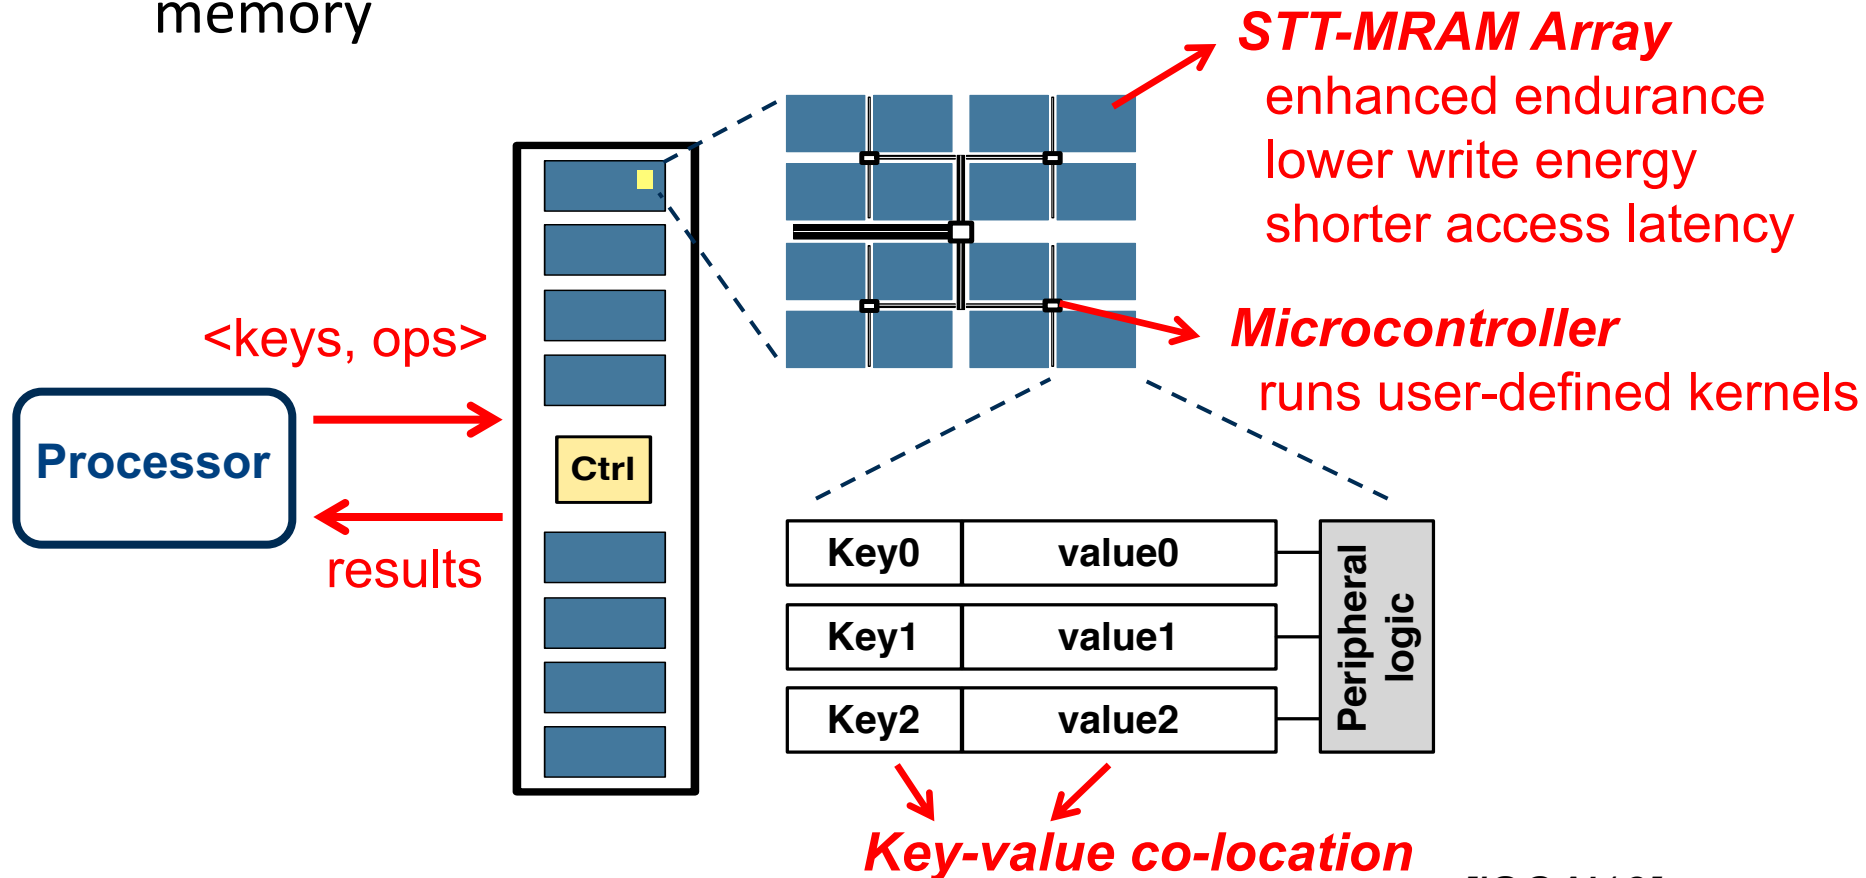 memory
STT-MRAM Array
enhanced endurance
lower write energy
shorter access latency
<keys, ops>
Microcontroller
runs user-defined kernels
Processor
Ctrl
results
Key0 value0
Key1 value1
Key2 value2
Peripheral
logic
Key-value co-location